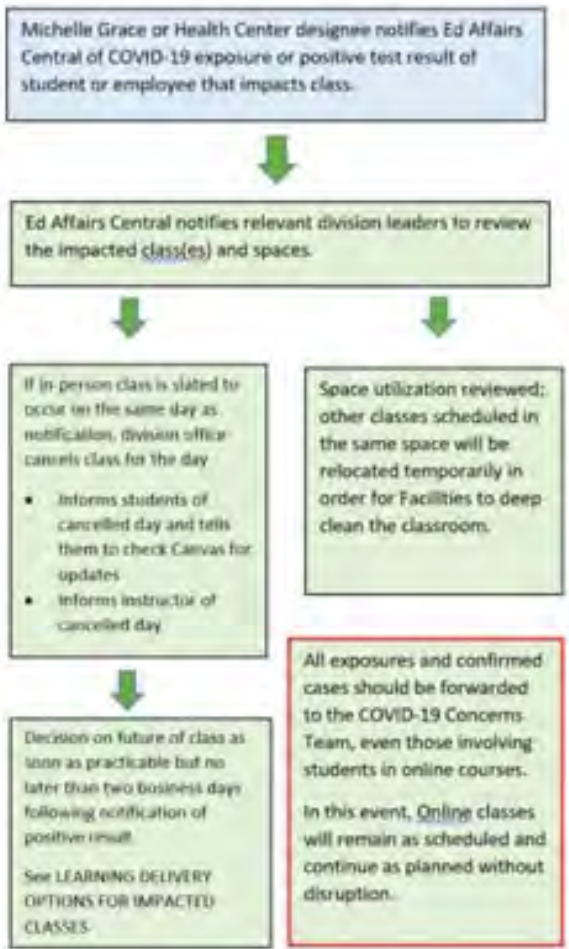 Michelle Grace or Health Center designee notifies Ed Affairs
Central of COVID-19 exposure or positive test result of
student or employee that impacts class.
Ed Affairs Central notifies relevant division leaders to review
the impacted class(es) and spaces.
If in-person class is slated to
occur on the same day as
notification, division office
cancels class for the day
• Informs students of
cancelled day and tells
them to check Canvas for
updates
• Informs instructor of
cancelled day
Space utilization reviewed;
other classes scheduled in
the same space will be
relocated temporarily in
order for Facilities to deep
clean the classroom.
Decision on future of class as
soon as practicable but no
later than two business days
following notification of
positive result
See LEARNING DELIVERY
OPTIONS FOR IMPACTED
CLASSES
All exposures and confirmed
cases should be forwarded
to the COVID-19 Concerns
Team, even those involving
students in online courses.
In this event, Online classes
will remain as scheduled and
continue as planned without
disruption.